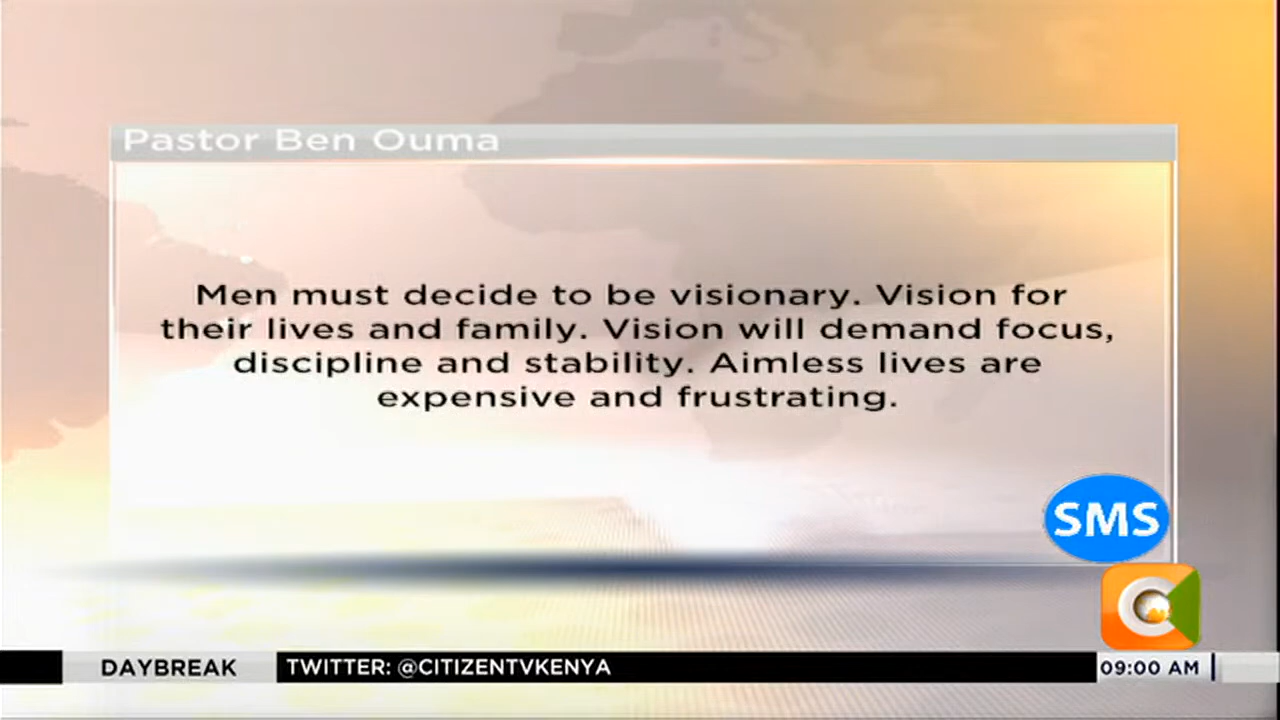 Pastor Ben Ouma
Men must decide to be visionary. Vision for
their lives and family. Vision will demand focus,
discipline and stability. Aimless lives are
expensive and frustrating.
SMS
DAYBREAK
TWITTER: @CITIZENTVKENYA
09:00 AM